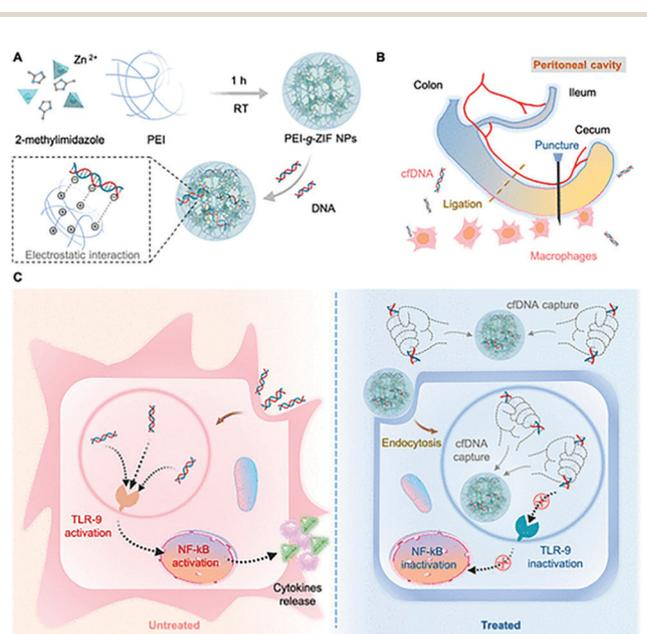 A
Zn 2+
1 h
RT
2-methylimidazole
PEI
PEI-g-ZIF NPs
DNA
Electrostatic interaction
B
Peritoneal cavity
Colon
Ileum
Cecum
Puncture
cfDNA
Ligation
Macrophages
C
TLR-9
activation
NF-kB
activation
Cytokines
release
Untreated
cfDNA capture
Endocytosis
cfDNA
capture
NF-kB
inactivation
TLR-9
inactivation
Treated